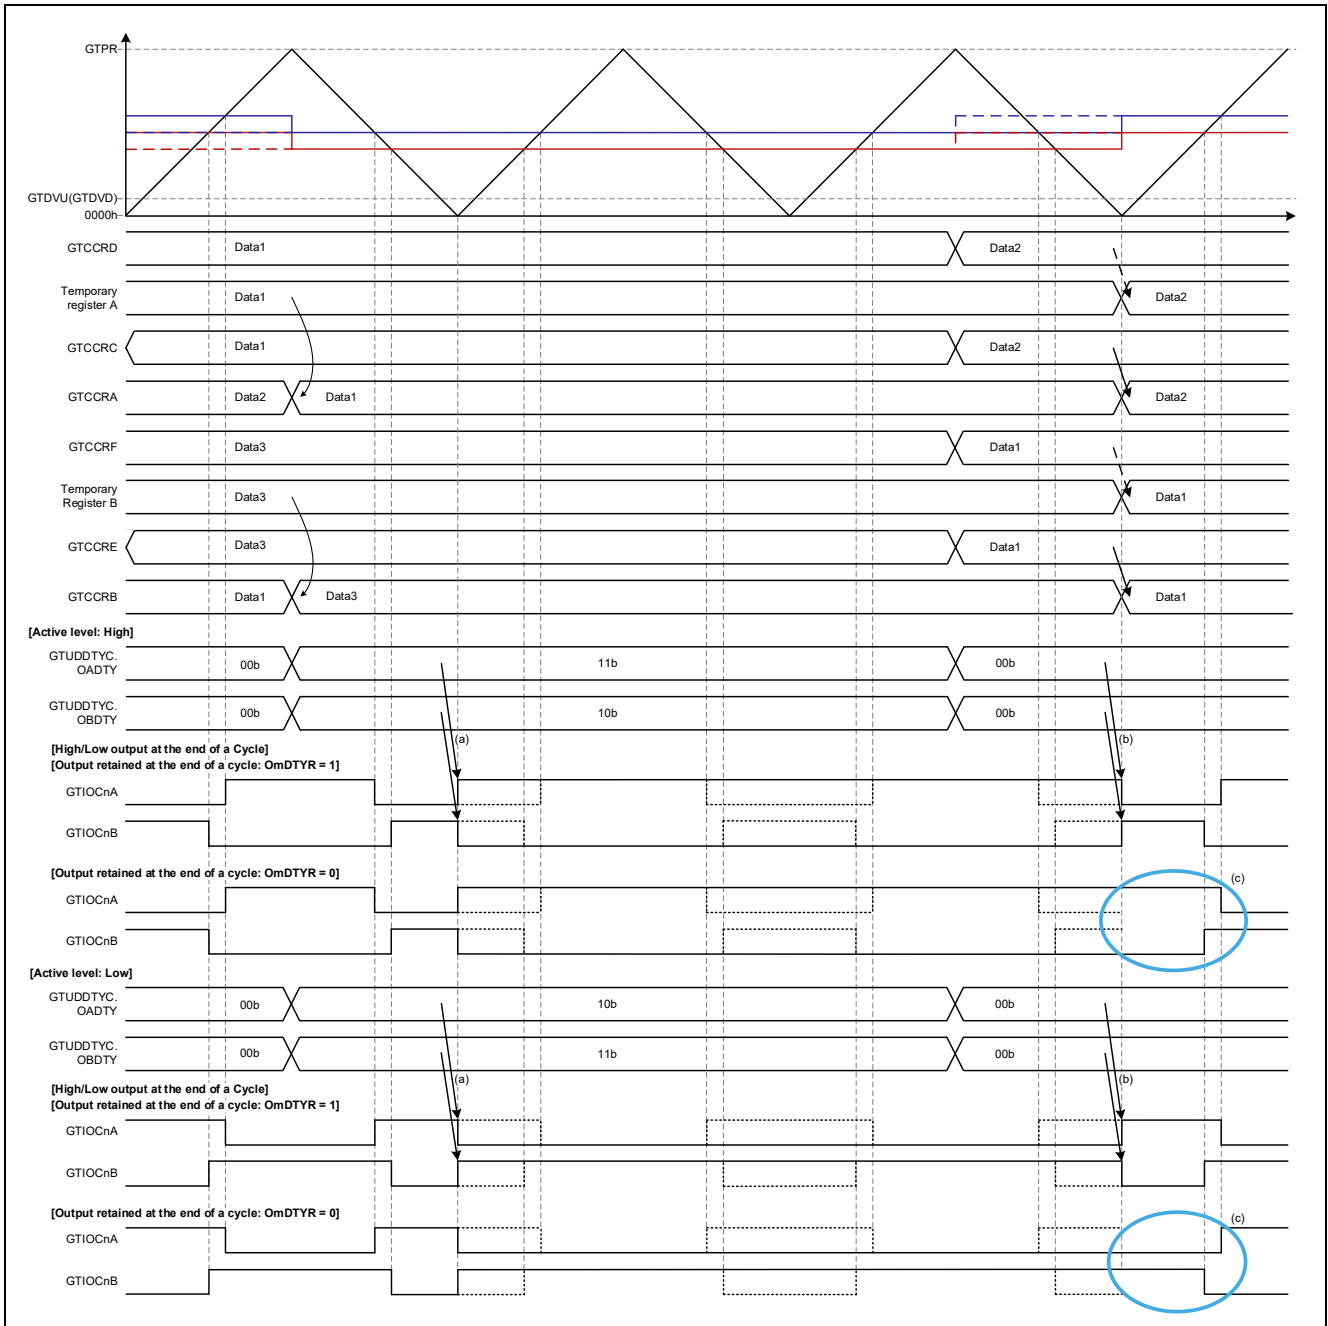 GTPR
GTDVU(GTDVD)
0000h
GTCCRD Data1 Data2
Temporary
register A Data1 Data2
GTCCRC Data1 Data2
GTCCRA Data2 Data1 Data2
GTCCRF Data3 Data1
Temporary
Register B Data3 Data1
GTCCRE Data3 Data1
GTCCRB Data1 Data3 Data1
[Active level: High]
GTUDDTYC.
OADTY 00b 11b 00b
GTUDDTYC.
OBDTY 00b 10b 00b
(a) (b)
[High/Low output at the end of a Cycle]
[Output retained at the end of a cycle: OmDTYR = 1]
GTIOCnA
GTIOCnB
[Output retained at the end of a cycle: OmDTYR = 0]
(c)
GTIOCnA
GTIOCnB
[Active level: Low]
GTUDDTYC.
OADTY 00b 10b 00b
GTUDDTYC.
OBDTY 00b 11b 00b
(a) (b)
[High/Low output at the end of a Cycle]
[Output retained at the end of a cycle: OmDTYR = 1]
GTIOCnA
GTIOCnB
[Output retained at the end of a cycle: OmDTYR = 0]
(c)
GTIOCnA
GTIOCnB